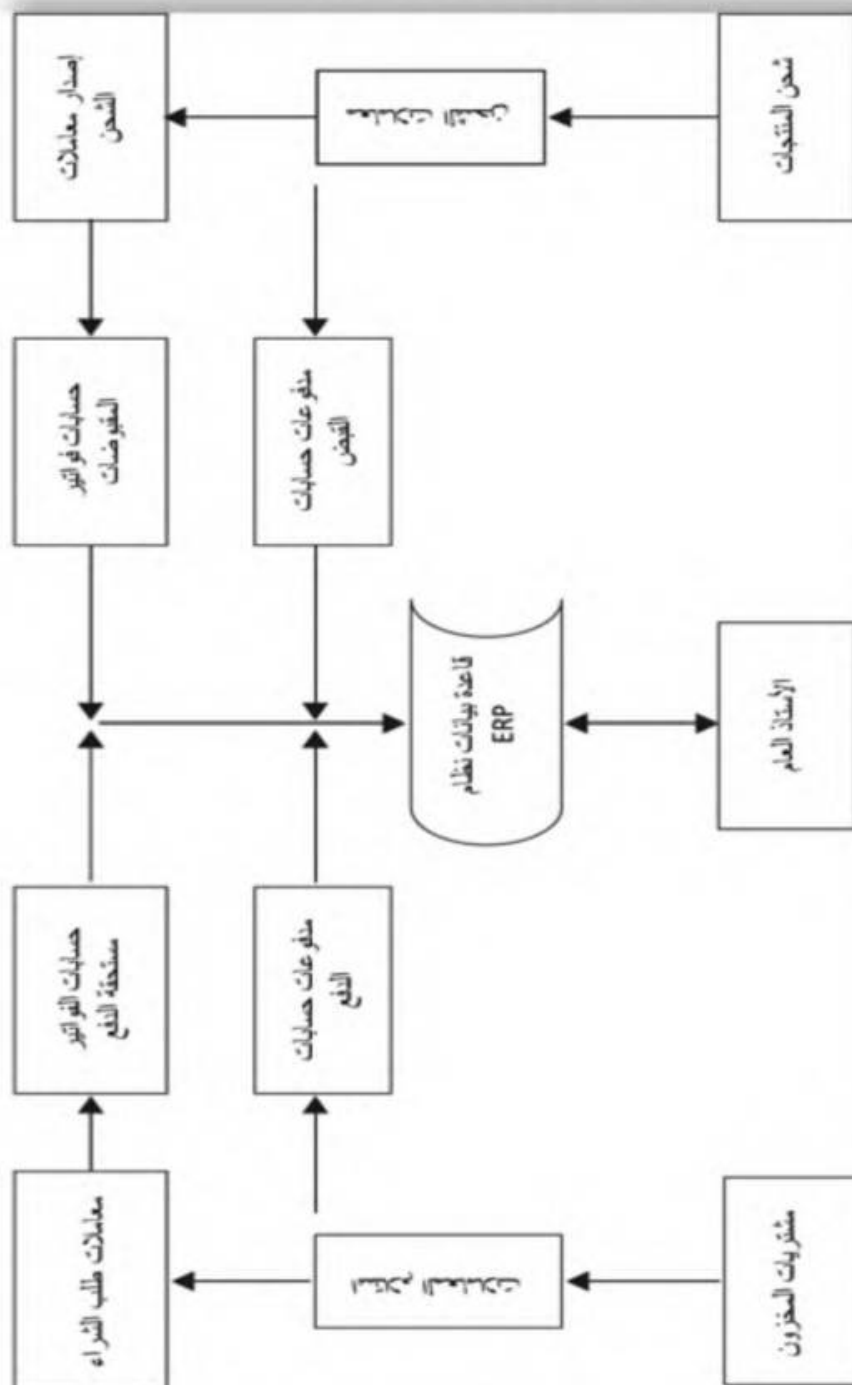 إصدار معاملات
الشحن
حسابات فواتير
المقبوضات
حسابات الفواتير
مستحقة الدفع
معاملات طلب الشراء
مدفوعات حسابات
القبض
مدفوعات حسابات
الدفع
قاعدة بيانات نظام
ERP
شحن المنتجات
الأستاذ العام
مشتريات المخزون